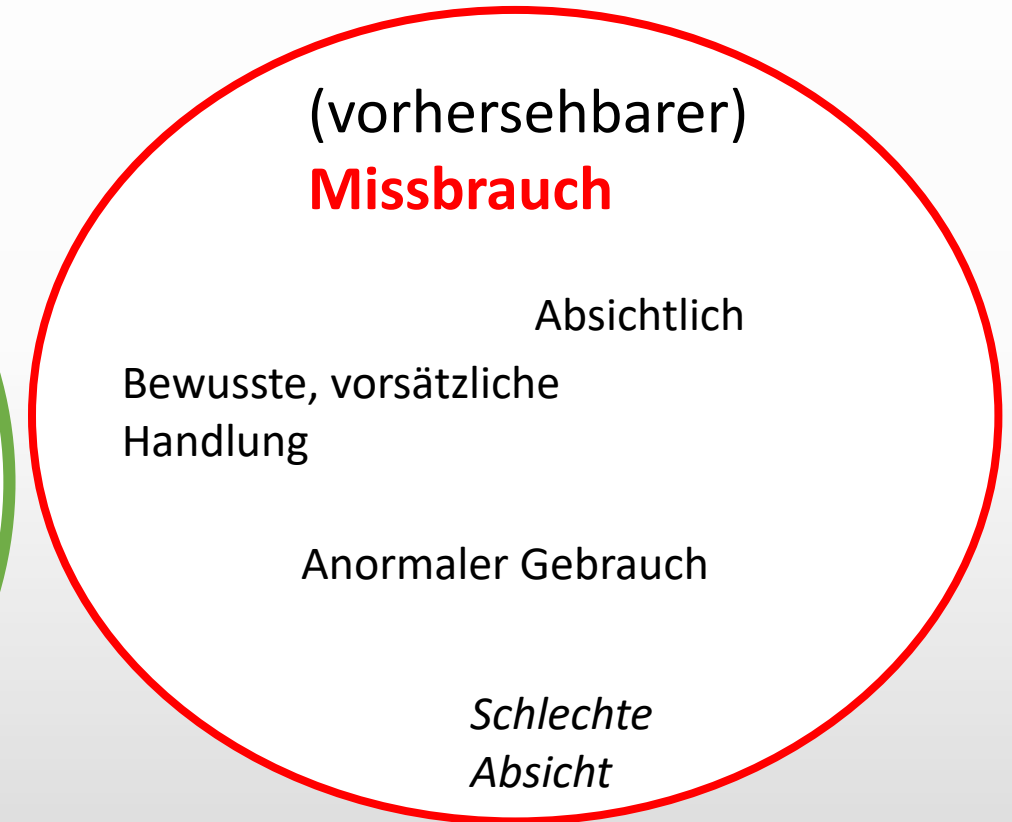 (vorhersehbarer)
Missbrauch
Absichtlich
Bewusste, vorsätzliche
Handlung
Anormaler Gebrauch
Schlechte
Absicht